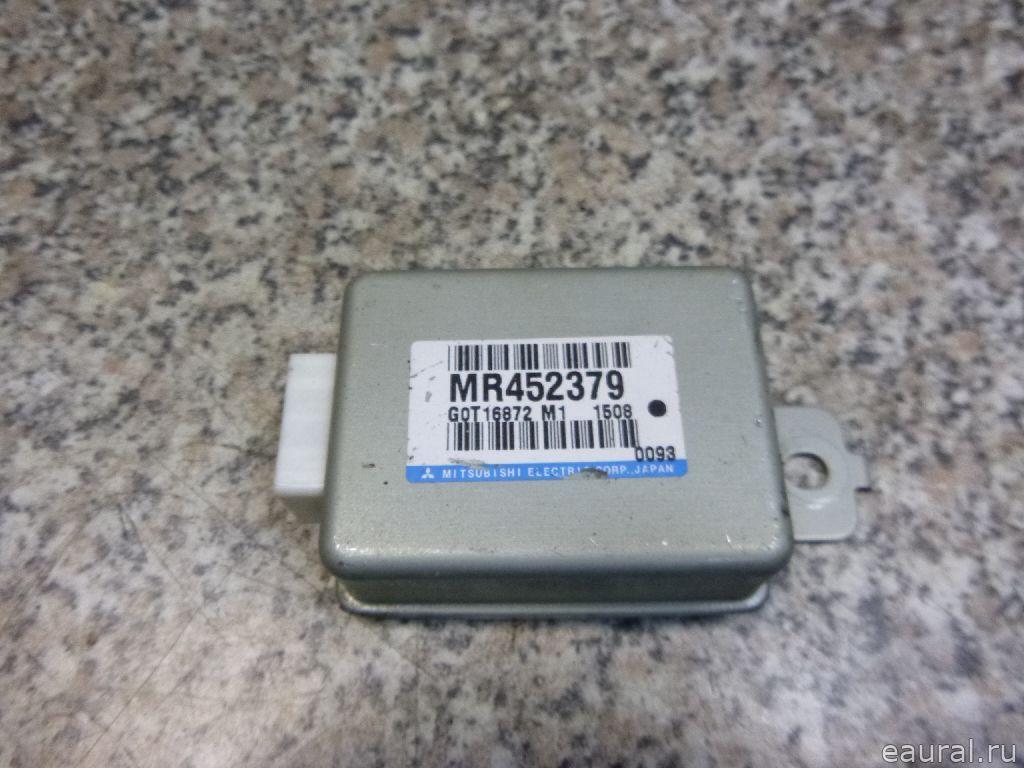 MR452379
G0T16872 M1 1508
0093
MITSUBISHI ELECTRIC CORP., JAPAN
eaural.ru